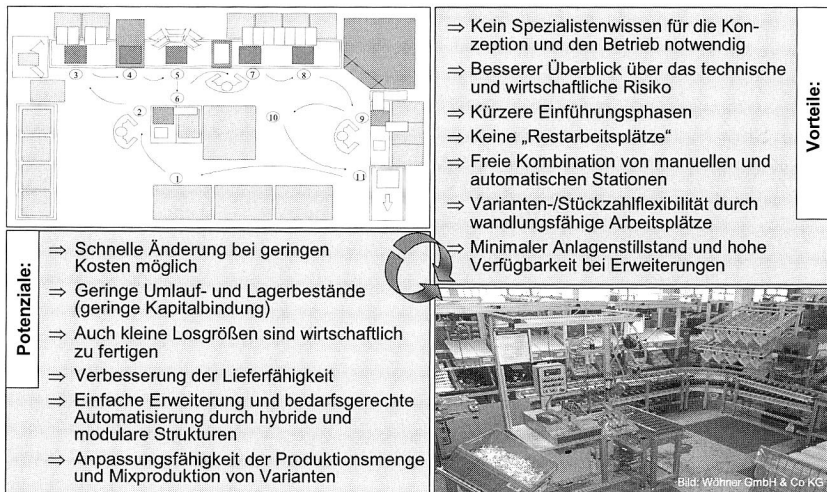 3
4
5
7
8
6
2
10
9
1
11
⇒ Kein Spezialistenwissen für die Kon-
zeption und den Betrieb notwendig
⇒ Besserer Überblick über das technische
und wirtschaftliche Risiko
⇒ Kürzere Einführungsphasen
⇒ Keine „Restarbeitsplätze“
⇒ Freie Kombination von manuellen und
automatischen Stationen
⇒ Varianten-/Stückzahlflexibilität durch
wandlungsfähige Arbeitsplätze
⇒ Minimaler Anlagenstillstand und hohe
Verfügbarkeit bei Erweiterungen
Vorteile:
Potenziale:
⇒ Schnelle Änderung bei geringen
Kosten möglich
⇒ Geringe Umlauf- und Lagerbestände
(geringe Kapitalbindung)
⇒ Auch kleine Losgrößen sind wirtschaftlich
zu fertigen
⇒ Verbesserung der Lieferfähigkeit
⇒ Einfache Erweiterung und bedarfsgerechte
Automatisierung durch hybride und
modulare Strukturen
⇒ Anpassungsfähigkeit der Produktionsmenge
und Mixproduktion von Varianten
Bild: Wöhner GmbH & Co KG